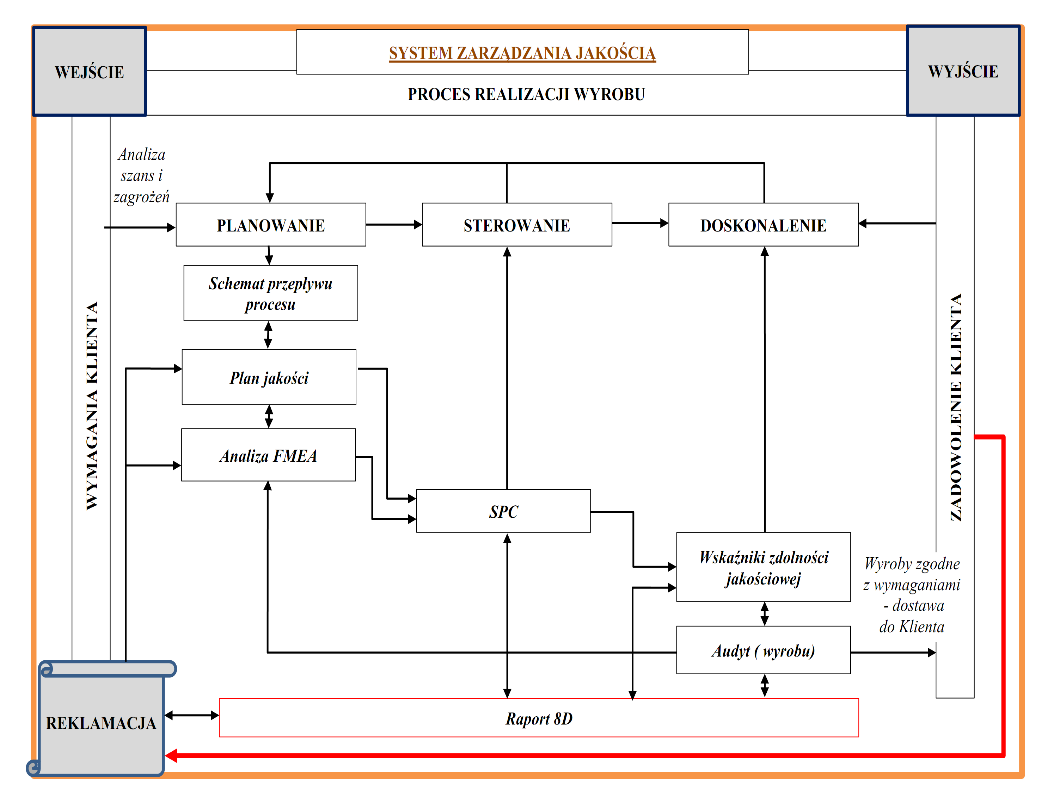 SYSTEM ZARZĄDZANIA JAKOŚCIĄ
WEJŚCIE
WYJŚCIE
PROCES REALIZACJI WYROBU
Analiza
szans i
zagrożeń
PLANOWANIE
STEROWANIE
DOSKONALENIE
Schemat przepływu
procesu
WYMAGANIA KLIENTA
ZADOWOLENIE KLIENTA
Plan jakości
Analiza FMEA
SPC
Wskaźniki zdolności
jakościowej
Wyroby zgodne
z wymaganiami
- dostawa
do Klienta
Audyt ( wyrobu)
REKLAMACJA
Raport 8D